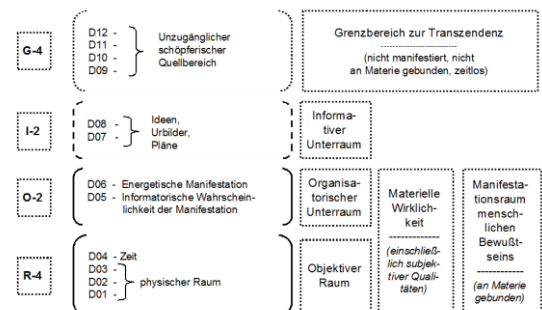 G-4
D12 -
D11 -
D10 -
D09 -
Unzugänglicher
schöpferischer
Quellbereich
Grenzbereich zur Transzendenz
--------------------------
(nicht manifestiert, nicht
an Materie gebunden, zeitlos)
I-2
D08 -
D07 -
Ideen,
Urbilder,
Pläne
Informa-
tiver
Unterraum
O-2
D06 - Energetische Manifestation
D05 - Informatorische Wahrschein-
lichkeit der Manifestation
Organisa-
torischer
Unterraum
R-4
D04 - Zeit
D03 -
D02 -
D01 -
physischer Raum
Objektiver
Raum
Materielle
Wirklich-
keit
------------
(einschließ-
lich subjek-
tiver Quali-
täten)
Manifesta-
tionsraum
mensch-
lichen
Bewußt-
seins
------------
(an Materie
gebunden)